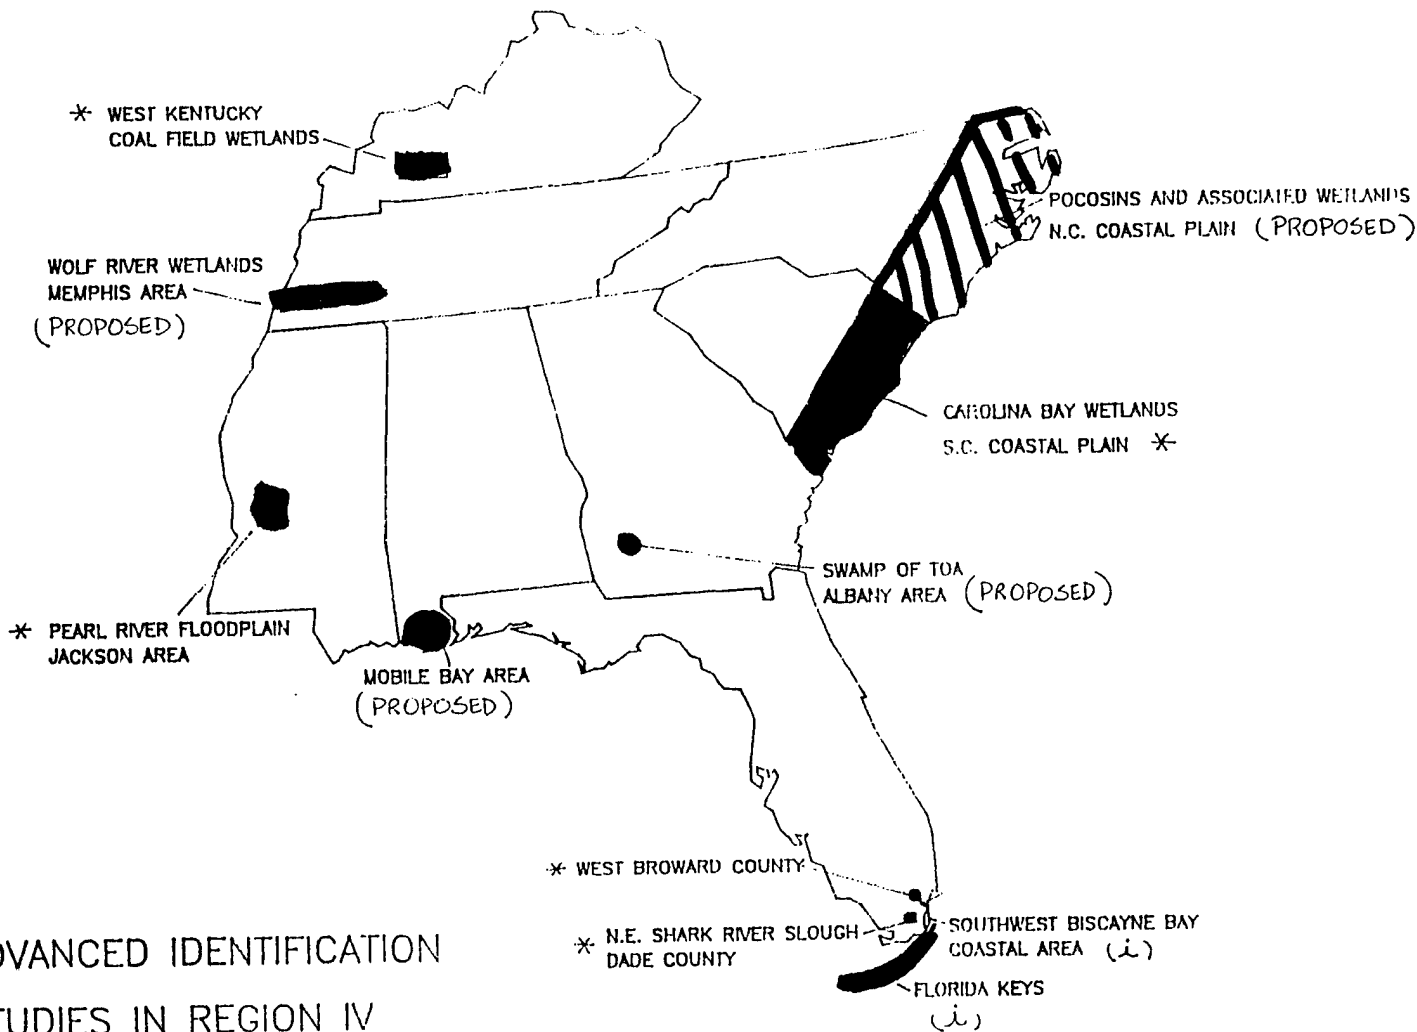 * WEST KENTUCKY
COAL FIELD WETLANDS
POCOSINS AND ASSOCIATED WETLANDS
N.C. COASTAL PLAIN (PROPOSED)
WOLF RIVER WETLANDS
MEMPHIS AREA
(PROPOSED)
CAROLINA BAY WETLANDS
S.C. COASTAL PLAIN *
SWAMP OF TOA
ALBANY AREA (PROPOSED)
* PEARL RIVER FLOODPLAIN
JACKSON AREA
MOBILE BAY AREA
(PROPOSED)
* WEST BROWARD COUNTY
* N.E. SHARK RIVER SLOUGH
DADE COUNTY
SOUTHWEST BISCAYNE BAY
COASTAL AREA (i)
FLORIDA KEYS
(i)
DVANCED IDENTIFICATION
TUDIES IN REGION IV